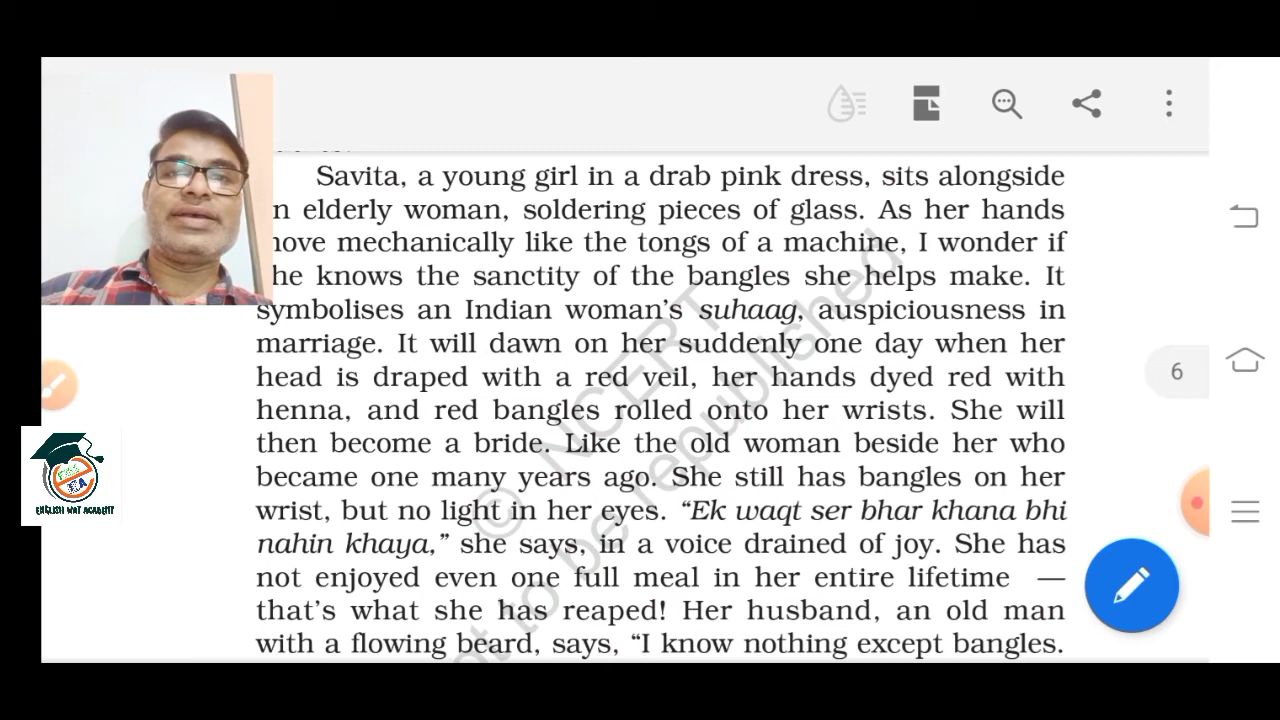 Savita, a young girl in a drab pink dress, sits alongside
elderly woman, soldering pieces of glass. As her hands
mechanically like the tongs of a machine, I wonder if
knows the sanctity of the bangles she helps make. It
symbolises an Indian woman's suhaag, auspiciousness in
marriage. It will dawn on her suddenly one day when her
head is draped with a red veil, her hands dyed red with
henna, and red bangles rolled onto her wrists. She will
then become a bride. Like the old woman beside her who
became one many years ago. She still has bangles on her
wrist, but no light in her eyes. “Ek waqt ser bhar khana bhi
nahin khaya,” she says, in a voice drained of joy. She has
not enjoyed even one full meal in her entire lifetime —
that's what she has reaped! Her husband, an old man
with a flowing beard, says, “I know nothing except bangles.
6
© NCERT
to be republished
ENGLISH WAT ACADEMY